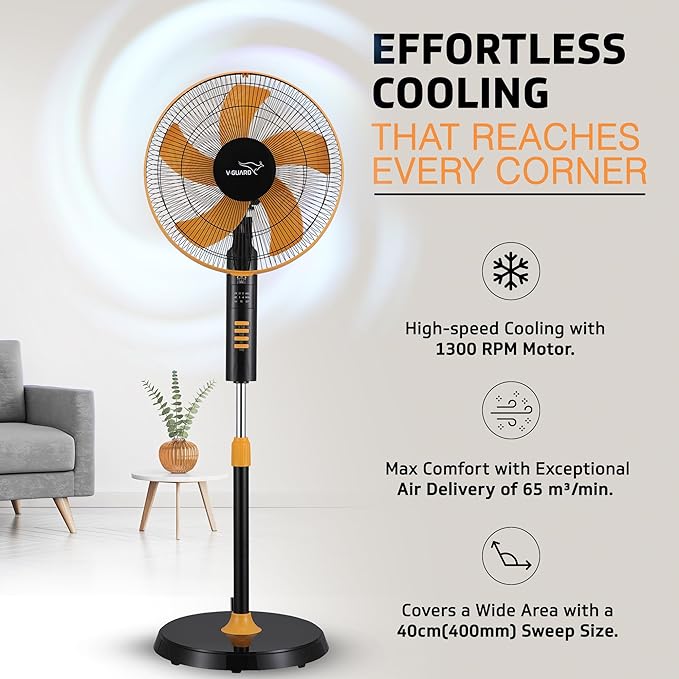 EFFORTLESS
COOLING
THAT REACHES
EVERY CORNER
V-GUARD
High-speed Cooling with
1300 RPM Motor.
Max Comfort with Exceptional
Air Delivery of 65 m³/min.
Covers a Wide Area with a
40cm(400mm) Sweep Size.